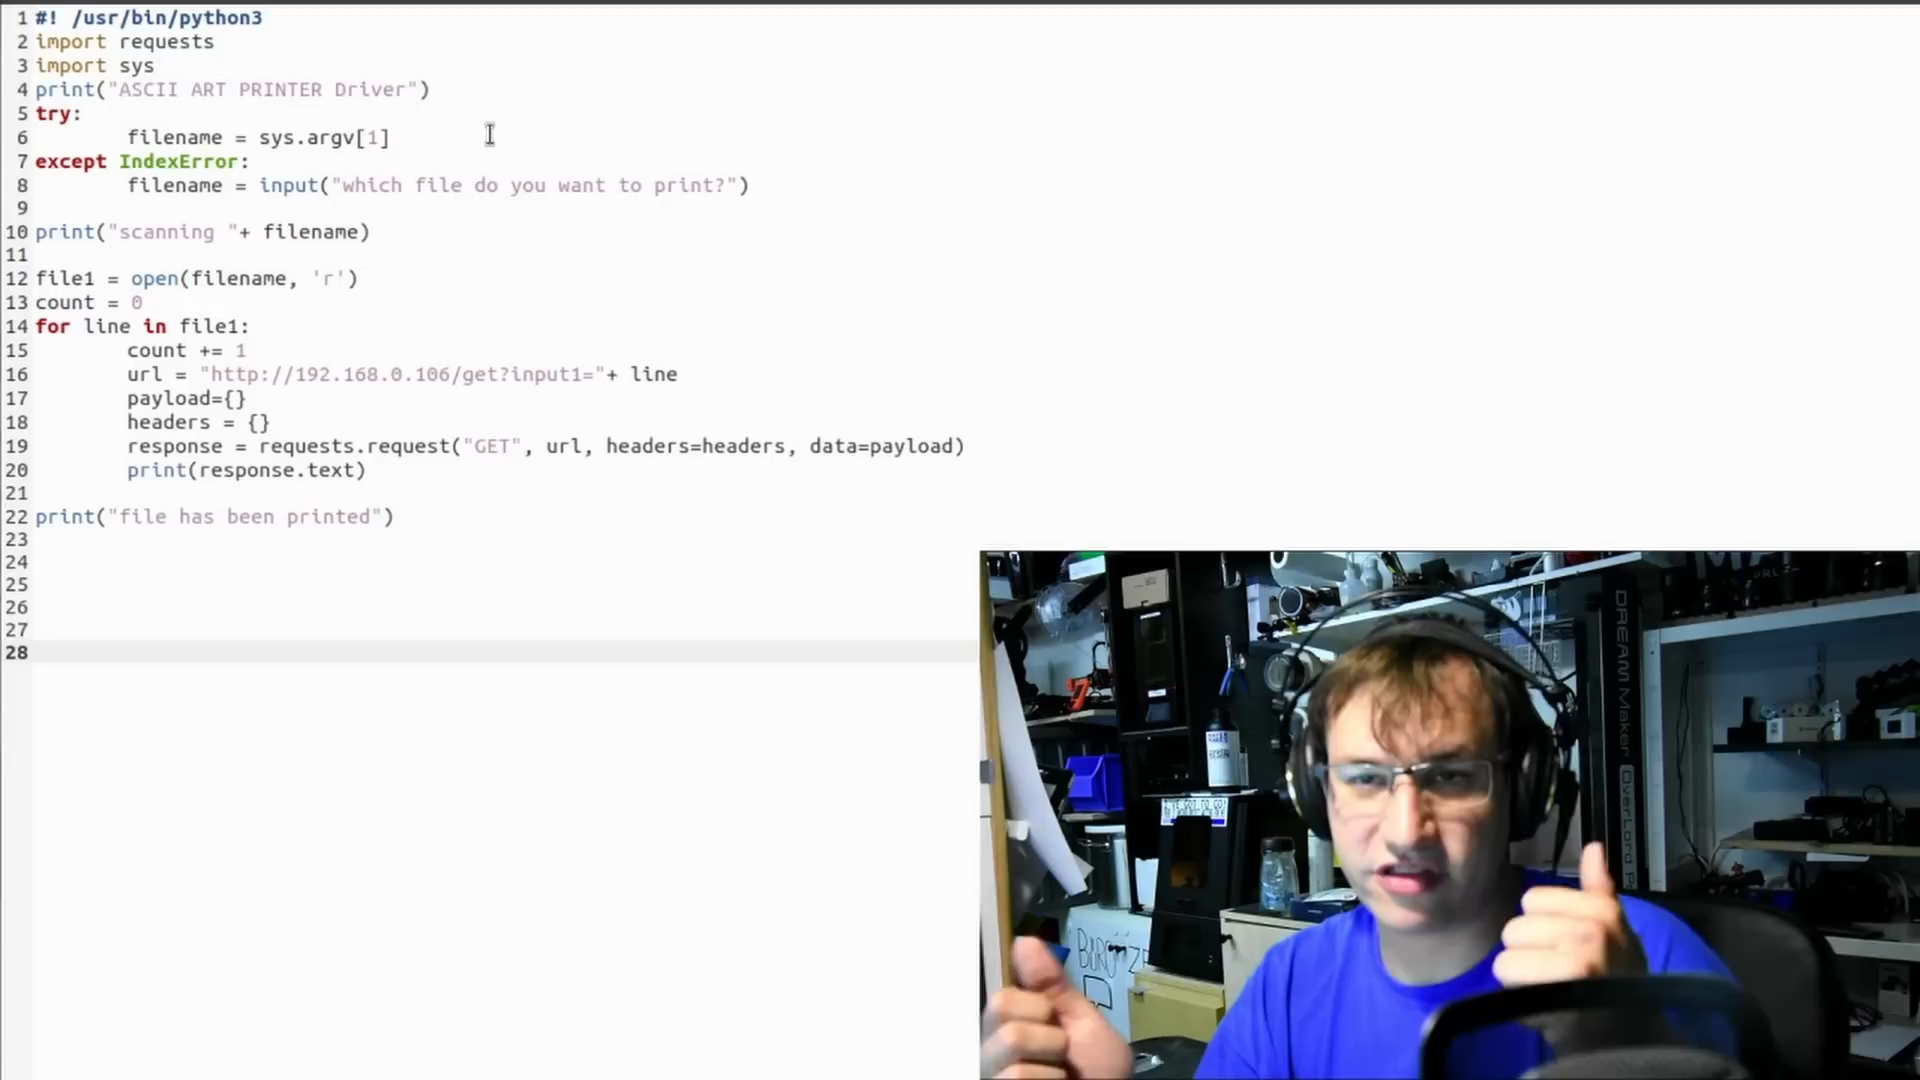 1 #! /usr/bin/python3
2 import requests
3 import sys
4 print("ASCII ART PRINTER Driver")
5 try:
6 filename = sys.argv[1]
7 except IndexError:
8 filename = input("which file do you want to print?")
9
10 print("scanning "+ filename)
11
12 file1 = open(filename, 'r')
13 count = 0
14 for line in file1:
15 count += 1
16 url = "http://192.168.0.106/get?input1="+ line
17 payload={}
18 headers = {}
19 response = requests.request("GET", url, headers=headers, data=payload)
20 print(response.text)
21
22 print("file has been printed")
23
24
25
26
27
28
DREAM Maker OverLord